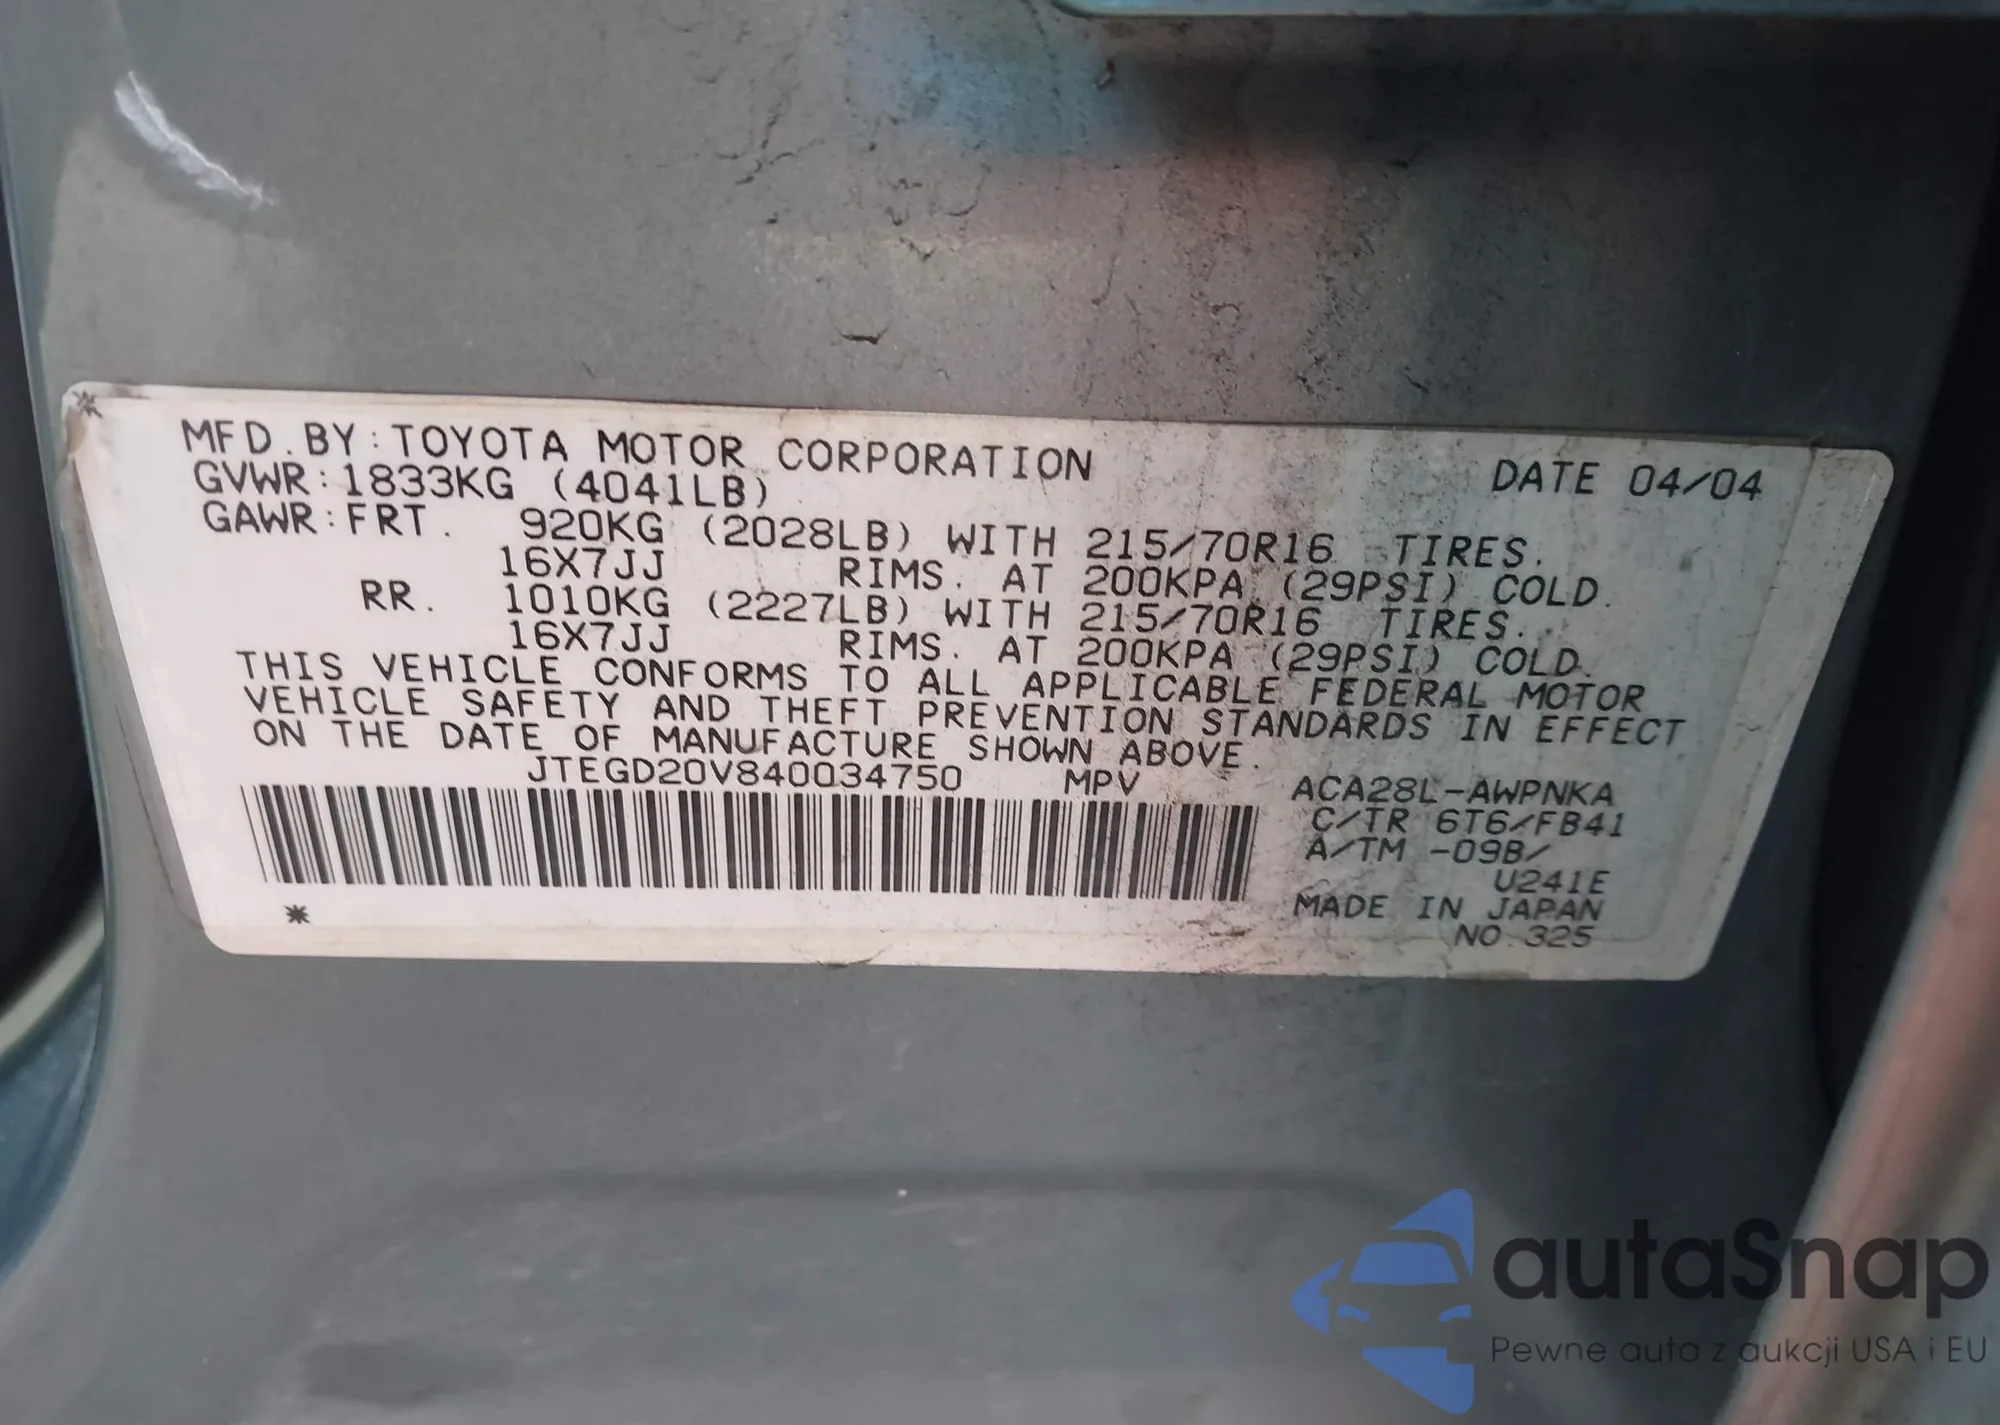 MFD. BY: TOYOTA MOTOR CORPORATION DATE 04/04
GVWR: 1833KG (4041LB)
GAWR: FRT. 920KG (2028LB) WITH 215/70R16 TIRES.
16X7JJ RIMS. AT 200KPA (29PSI) COLD.
RR. 1010KG (2227LB) WITH 215/70R16 TIRES.
16X7JJ RIMS. AT 200KPA (29PSI) COLD.
THIS VEHICLE CONFORMS TO ALL APPLICABLE FEDERAL MOTOR
VEHICLE SAFETY AND THEFT PREVENTION STANDARDS IN EFFECT
ON THE DATE OF MANUFACTURE SHOWN ABOVE.
JTEGD20V840034750 MPV
ACA28L-AWPNKA
C/TR 6T6/FB41
A/TM -09B/
U241E
MADE IN JAPAN
NO.325
autaSnap
Pewne auta z aukcji USA i EU